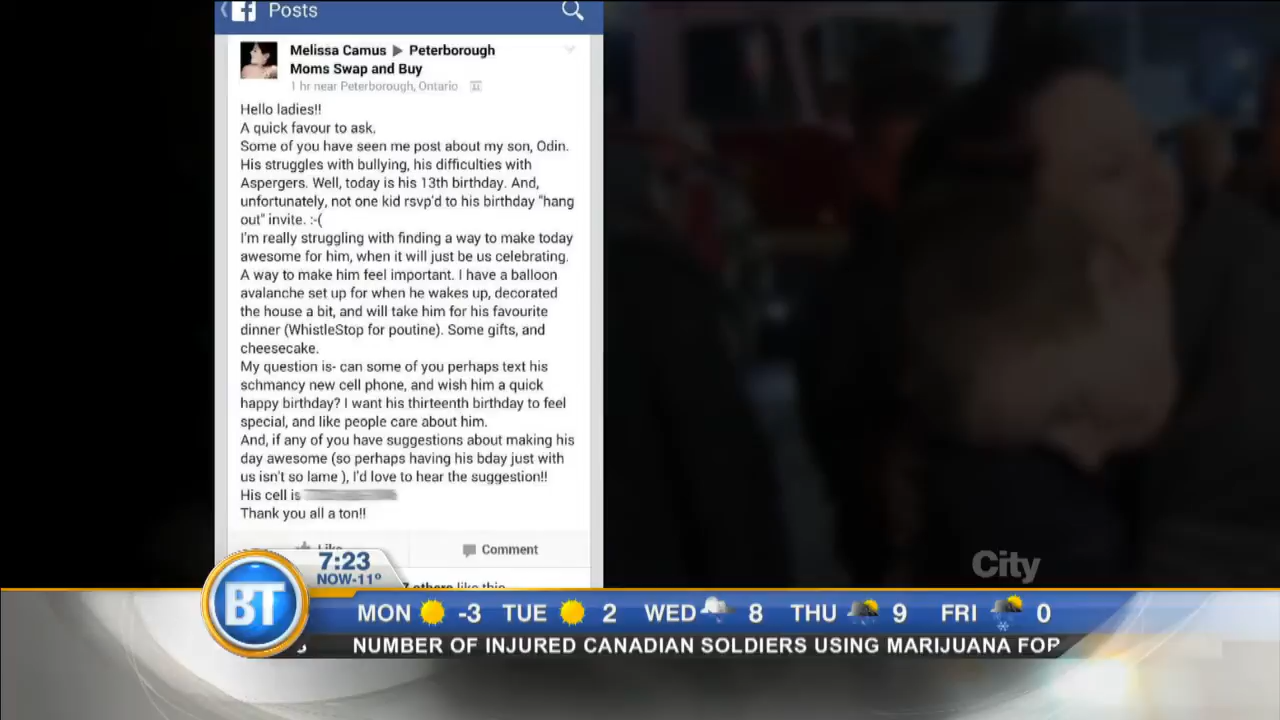 Posts
Melissa Camus ▶ Peterborough
Moms Swap and Buy
1 hr near Peterborough, Ontario
Hello ladies!!
A quick favour to ask.
Some of you have seen me post about my son, Odin.
His struggles with bullying, his difficulties with
Aspergers. Well, today is his 13th birthday. And,
unfortunately, not one kid rsvp'd to his birthday "hang
out" invite. :-(
I'm really struggling with finding a way to make today
awesome for him, when it will just be us celebrating.
A way to make him feel important. I have a balloon
avalanche set up for when he wakes up, decorated
the house a bit, and will take him for his favourite
dinner (WhistleStop for poutine). Some gifts, and
cheesecake.
My question is- can some of you perhaps text his
schmancy new cell phone, and wish him a quick
happy birthday? I want his thirteenth birthday to feel
special, and like people care about him.
And, if any of you have suggestions about making his
day awesome (so perhaps having his bday just with
us isn't so lame ), I'd love to hear the suggestion!!
His cell is
Thank you all a ton!!
Like Comment
7 others like this
City
7:23
NOW -11°
BT
MON -3 TUE 2 WED 8 THU 9 FRI 0
NUMBER OF INJURED CANADIAN SOLDIERS USING MARIJUANA FOR